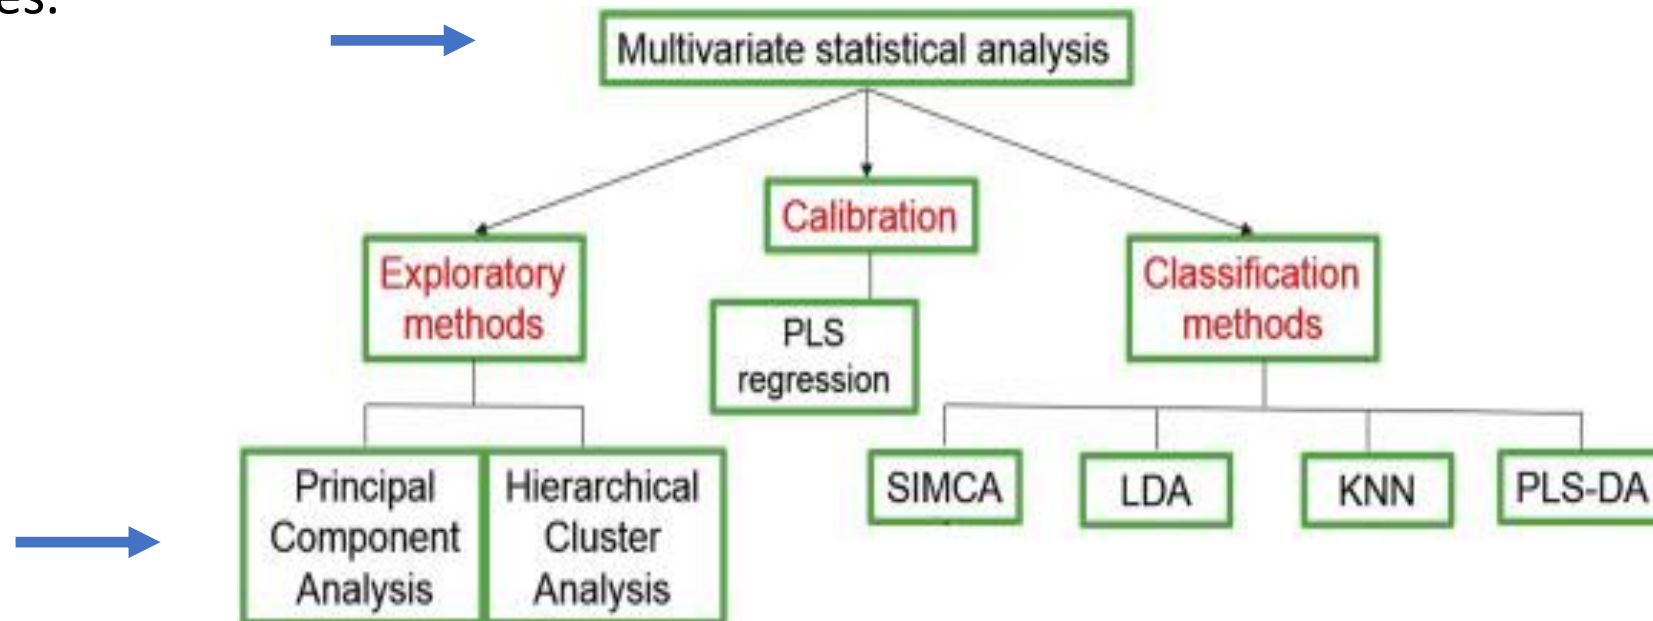 es:
Multivariate statistical analysis
Calibration
Exploratory
methods
Classification
methods
PLS
regression
Principal
Component
Analysis
Hierarchical
Cluster
Analysis
SIMCA
LDA
KNN
PLS-DA